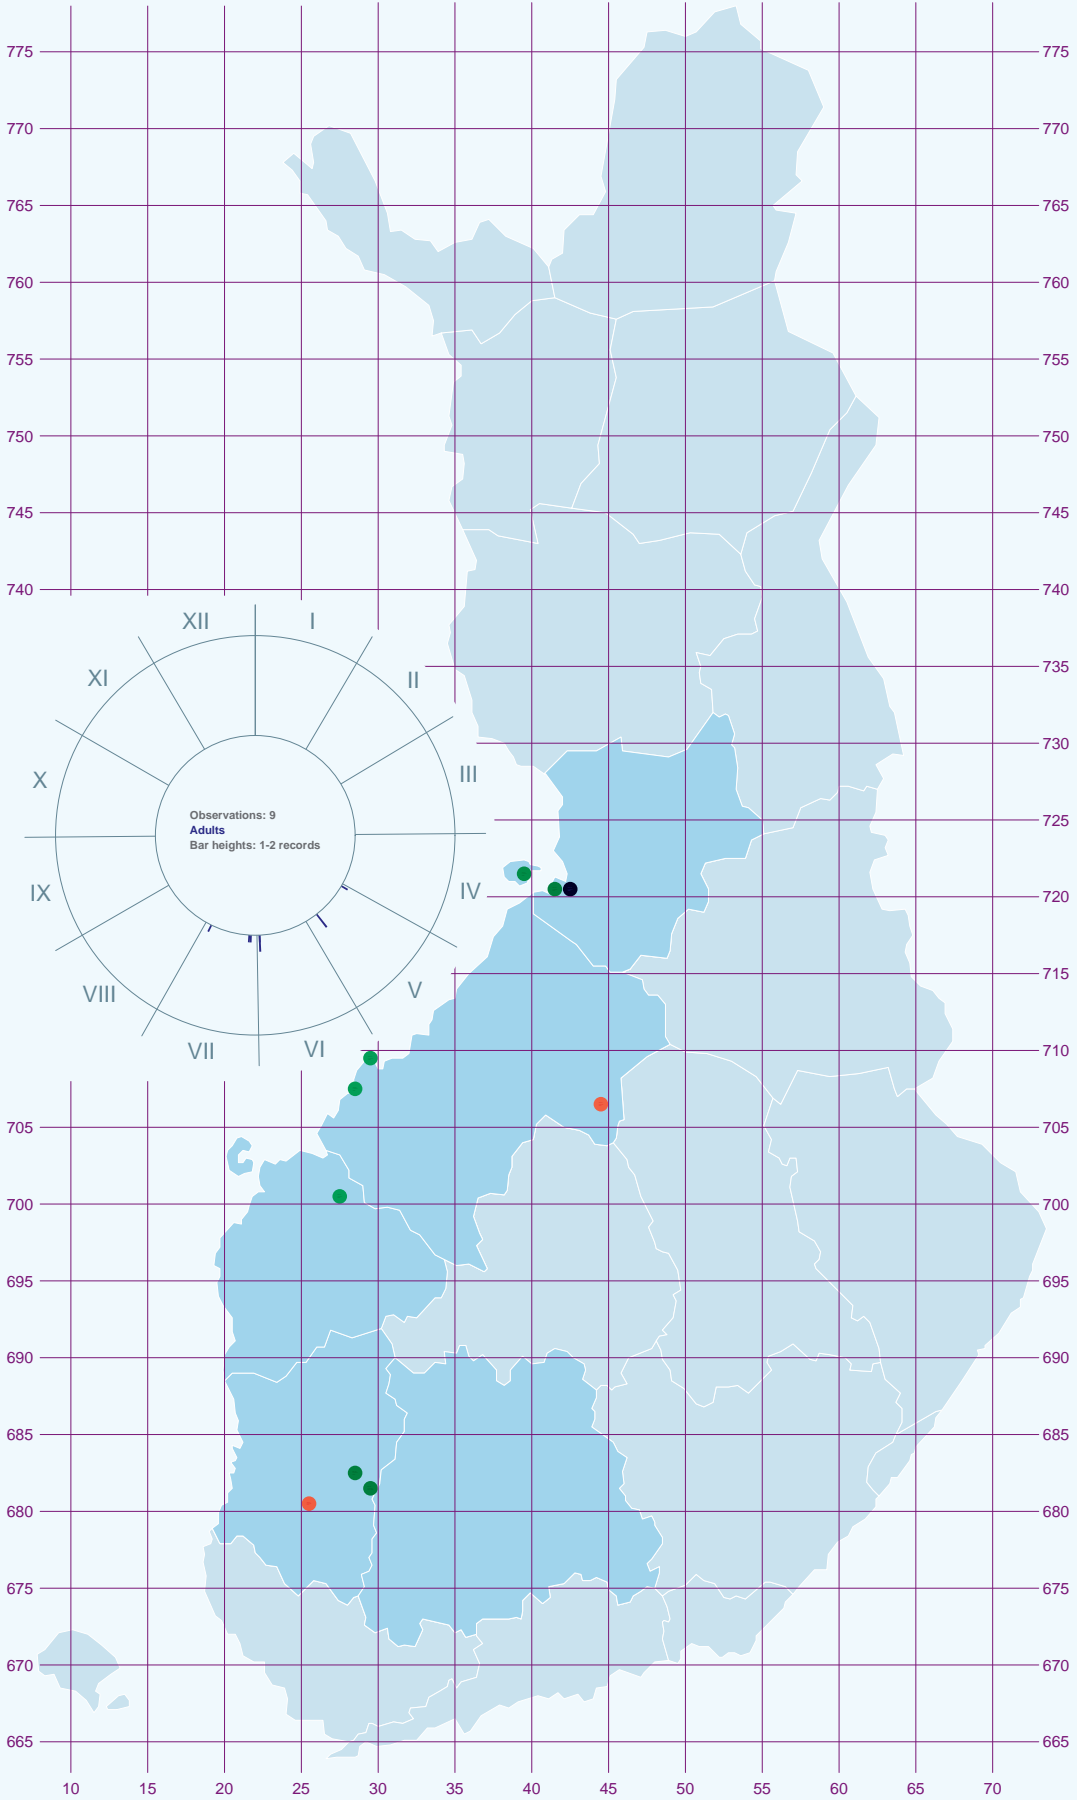 775 775
770 770
765 765
760 760
755 755
750 750
745 745
740 740
XII I
XI II
735
X III
730 730
Observations: 9
Adults
Bar heights: 1-2 records
725
IX IV
720
VIII V
715
VII VI
710
705 705
700 700
695 695
690 690
685 685
680 680
675 675
670 670
665 665
10 15 20 25 30 35 40 45 50 55 60 65 70